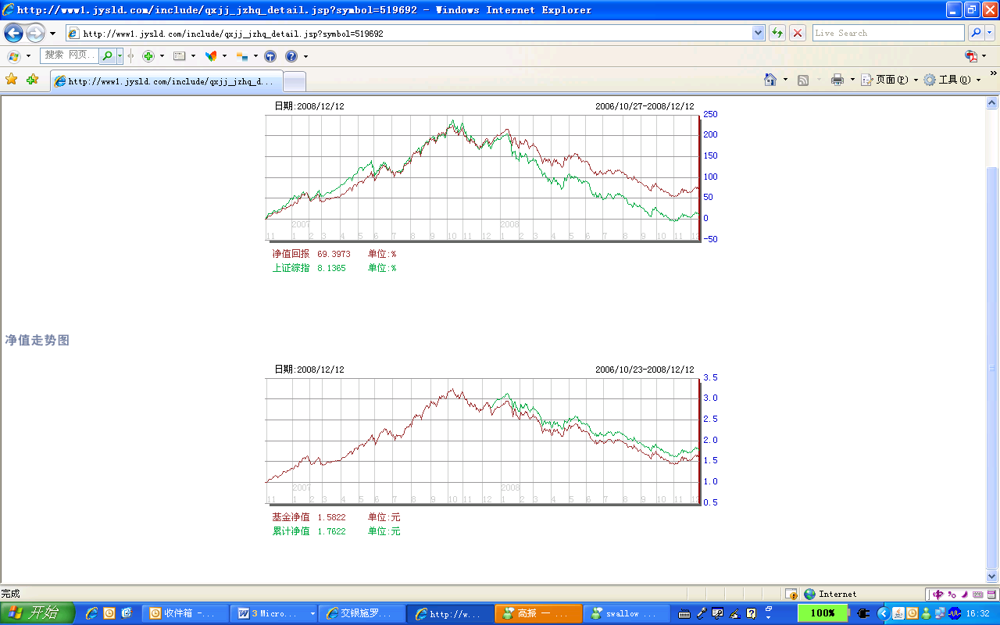 http://www1.jysld.com/include/qxjj_jzhq_detail.jsp?symbol=519692 - Windows Internet Explorer
http://www1.jysld.com/include/qxjj_jzhq_detail.jsp?symbol=519692 Live Search
搜索 网页...
http://www1.jysld.com/include/qxjj_jzhq_d... 页面(P) 工具(O) »
日期:2008/12/12 2006/10/27-2008/12/12
250
200
150
100
50
0
2007 2008
11 1 2 3 4 5 6 7 8 9 10 11 12 1 2 3 4 5 6 7 8 9 10 11 12
-50
净值回报 69.3973 单位:%
上证综指 8.1365 单位:%
净值走势图
日期:2008/12/12 2006/10/23-2008/12/12
3.5
3.0
2.5
2.0
1.5
1.0
2007 2008
11 1 2 3 4 5 6 7 8 9 10 11 12 1 2 3 4 5 6 7 8 9 10 11 12
0.5
基金净值 1.5822 单位:元
累计净值 1.7622 单位:元
完成 Internet 中
开始 收件箱 -... 3 Micro... 交银施罗... http://w... 高振 — ... swallow ... 100% 16:32